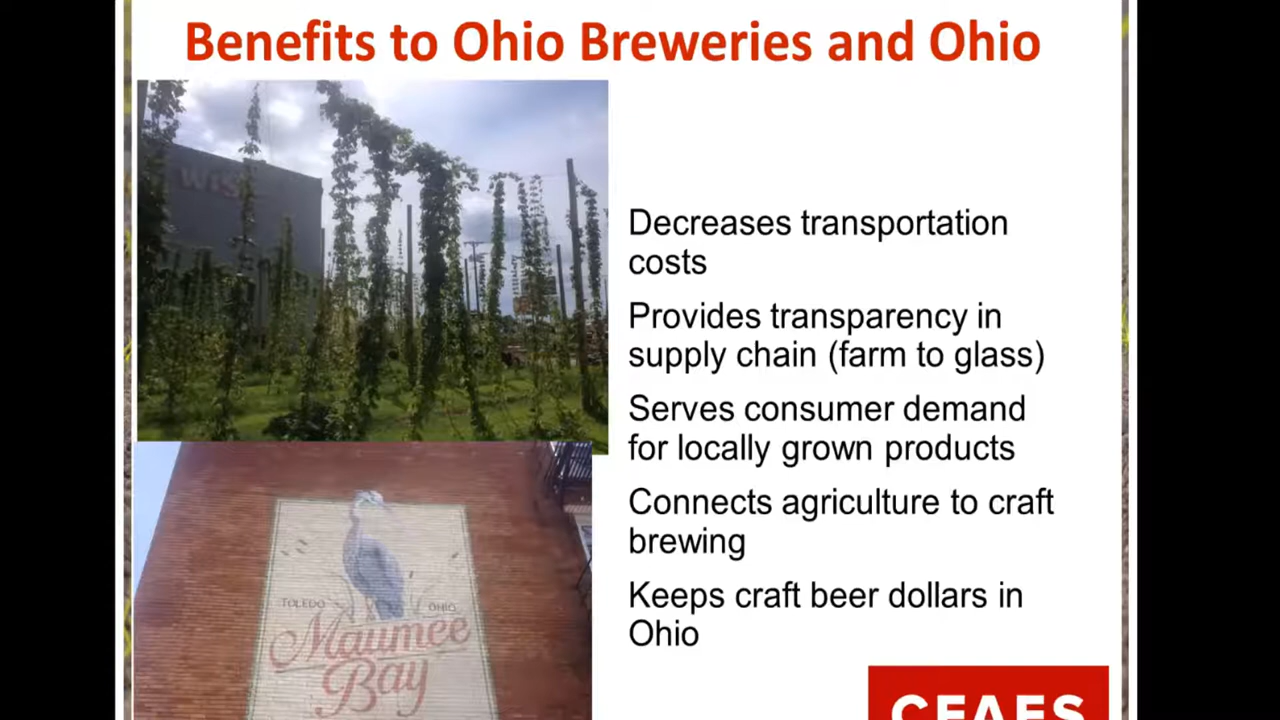 Benefits to Ohio Breweries and Ohio
Decreases transportation
costs
Provides transparency in
supply chain (farm to glass)
Serves consumer demand
for locally grown products
Connects agriculture to craft
brewing
Keeps craft beer dollars in
Ohio
TOLEDO OHIO
Maumee
Bay
CFAES